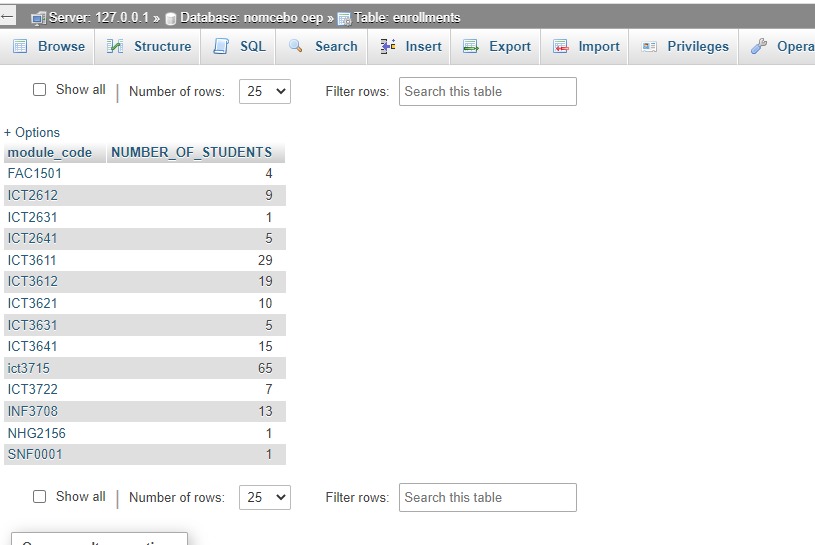 Server: 127.0.0.1 » Database: nomcebo oep » Table: enrollments
Browse Structure SQL Search Insert Export Import Privileges
Show all | Number of rows: 25 Filter rows: Search this table
+ Options
module_code NUMBER_OF_STUDENTS
FAC1501 4
ICT2612 9
ICT2631 1
ICT2641 5
ICT3611 29
ICT3612 19
ICT3621 10
ICT3631 5
ICT3641 15
ict3715 65
ICT3722 7
INF3708 13
NHG2156 1
SNF0001 1
Show all | Number of rows: 25 Filter rows: Search this table